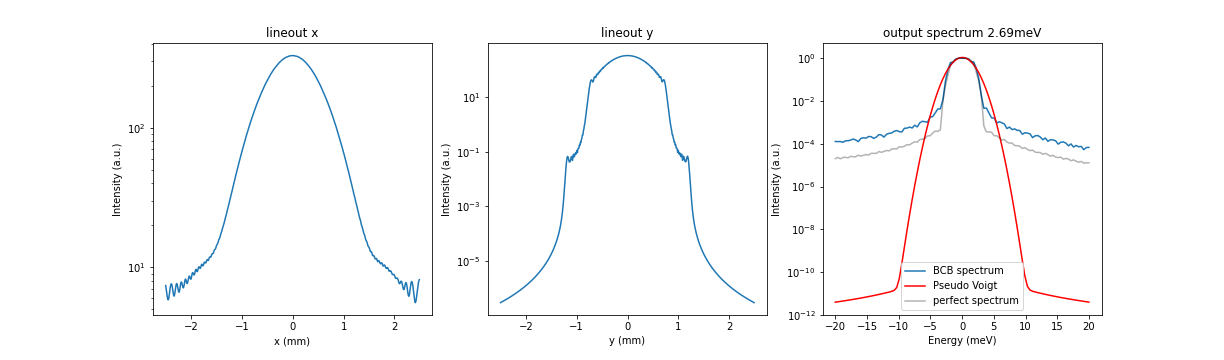 lineout x
Intensity (a.u.)
10²
10¹
−2
−1
0
1
2
x (mm)
lineout y
Intensity (a.u.)
10¹
10⁻¹
10⁻³
10⁻⁵
−2
−1
0
1
2
y (mm)
output spectrum 2.69meV
Intensity (a.u.)
10⁰
10⁻²
10⁻⁴
10⁻⁶
10⁻⁸
10⁻¹⁰
10⁻¹²
BCB spectrum
Pseudo Voigt
perfect spectrum
−20
−15
−10
−5
0
5
10
15
20
Energy (meV)